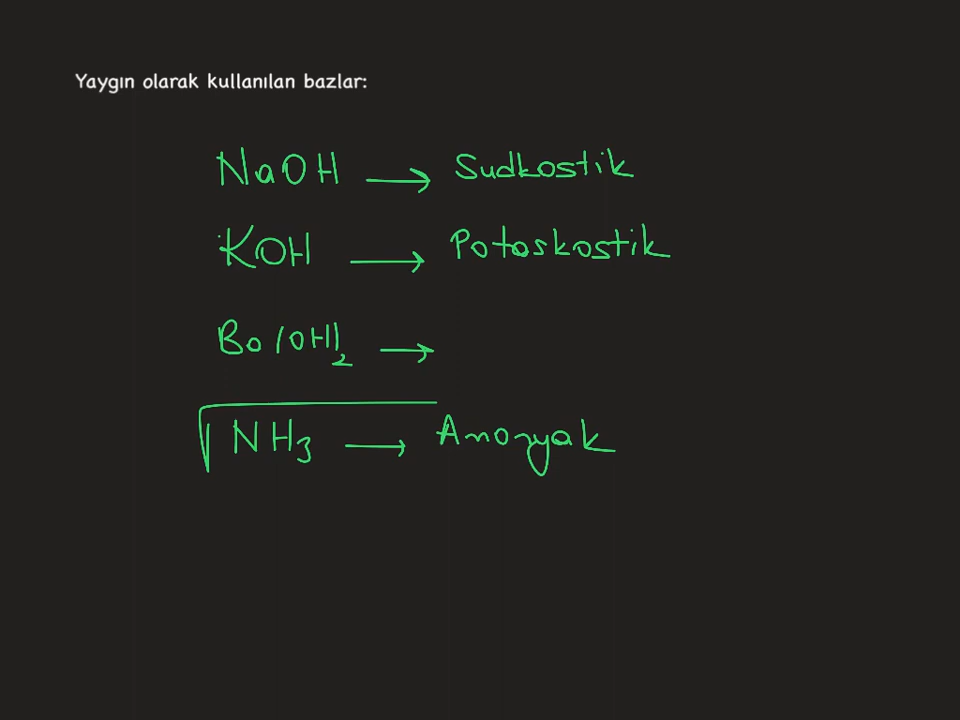 Yaygın olarak kullanılan bazlar:
NaOH → Sudkostik
KOH → Potaskostik
Ba(OH)₂ →
NH₃ → Amonyak